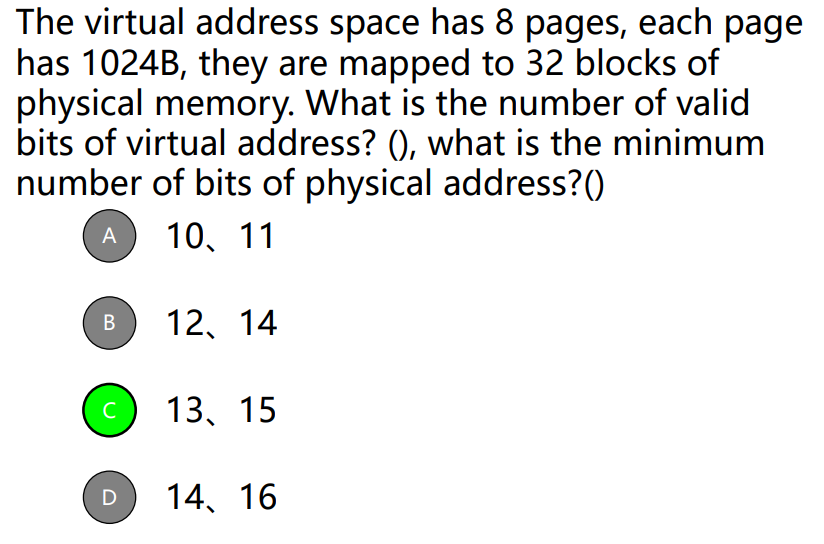 The virtual address space has 8 pages, each page
has 1024B, they are mapped to 32 blocks of
physical memory. What is the number of valid
bits of virtual address? (), what is the minimum
number of bits of physical address?()
A 10、11
B 12、14
C 13、15
D 14、16